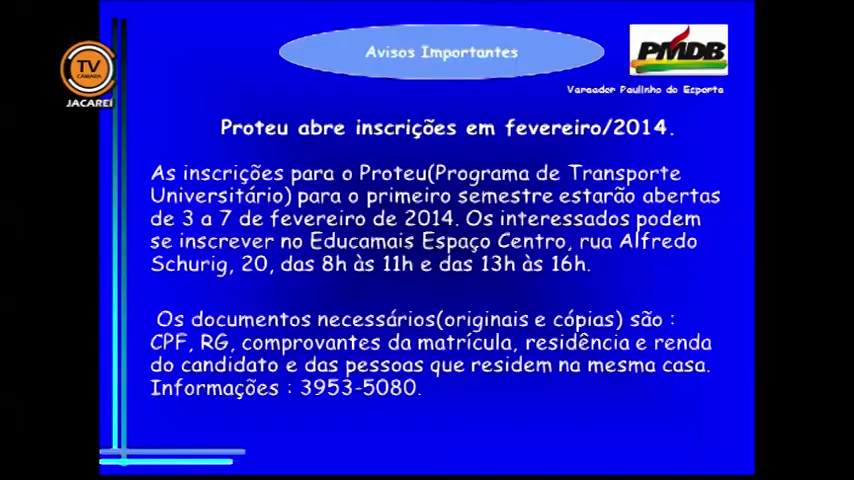 Avisos Importantes
PMDB
TV
CÂMARA
JACAREÍ
Vereador Paulinho do Esporte
Proteu abre inscrições em fevereiro/2014.
As inscrições para o Proteu(Programa de Transporte
Universitário) para o primeiro semestre estarão abertas
de 3 a 7 de fevereiro de 2014. Os interessados podem
se inscrever no Educamais Espaço Centro, rua Alfredo
Schurig, 20, das 8h às 11h e das 13h às 16h.
Os documentos necessários(originais e cópias) são :
CPF, RG, comprovantes da matrícula, residência e renda
do candidato e das pessoas que residem na mesma casa.
Informações : 3953-5080.